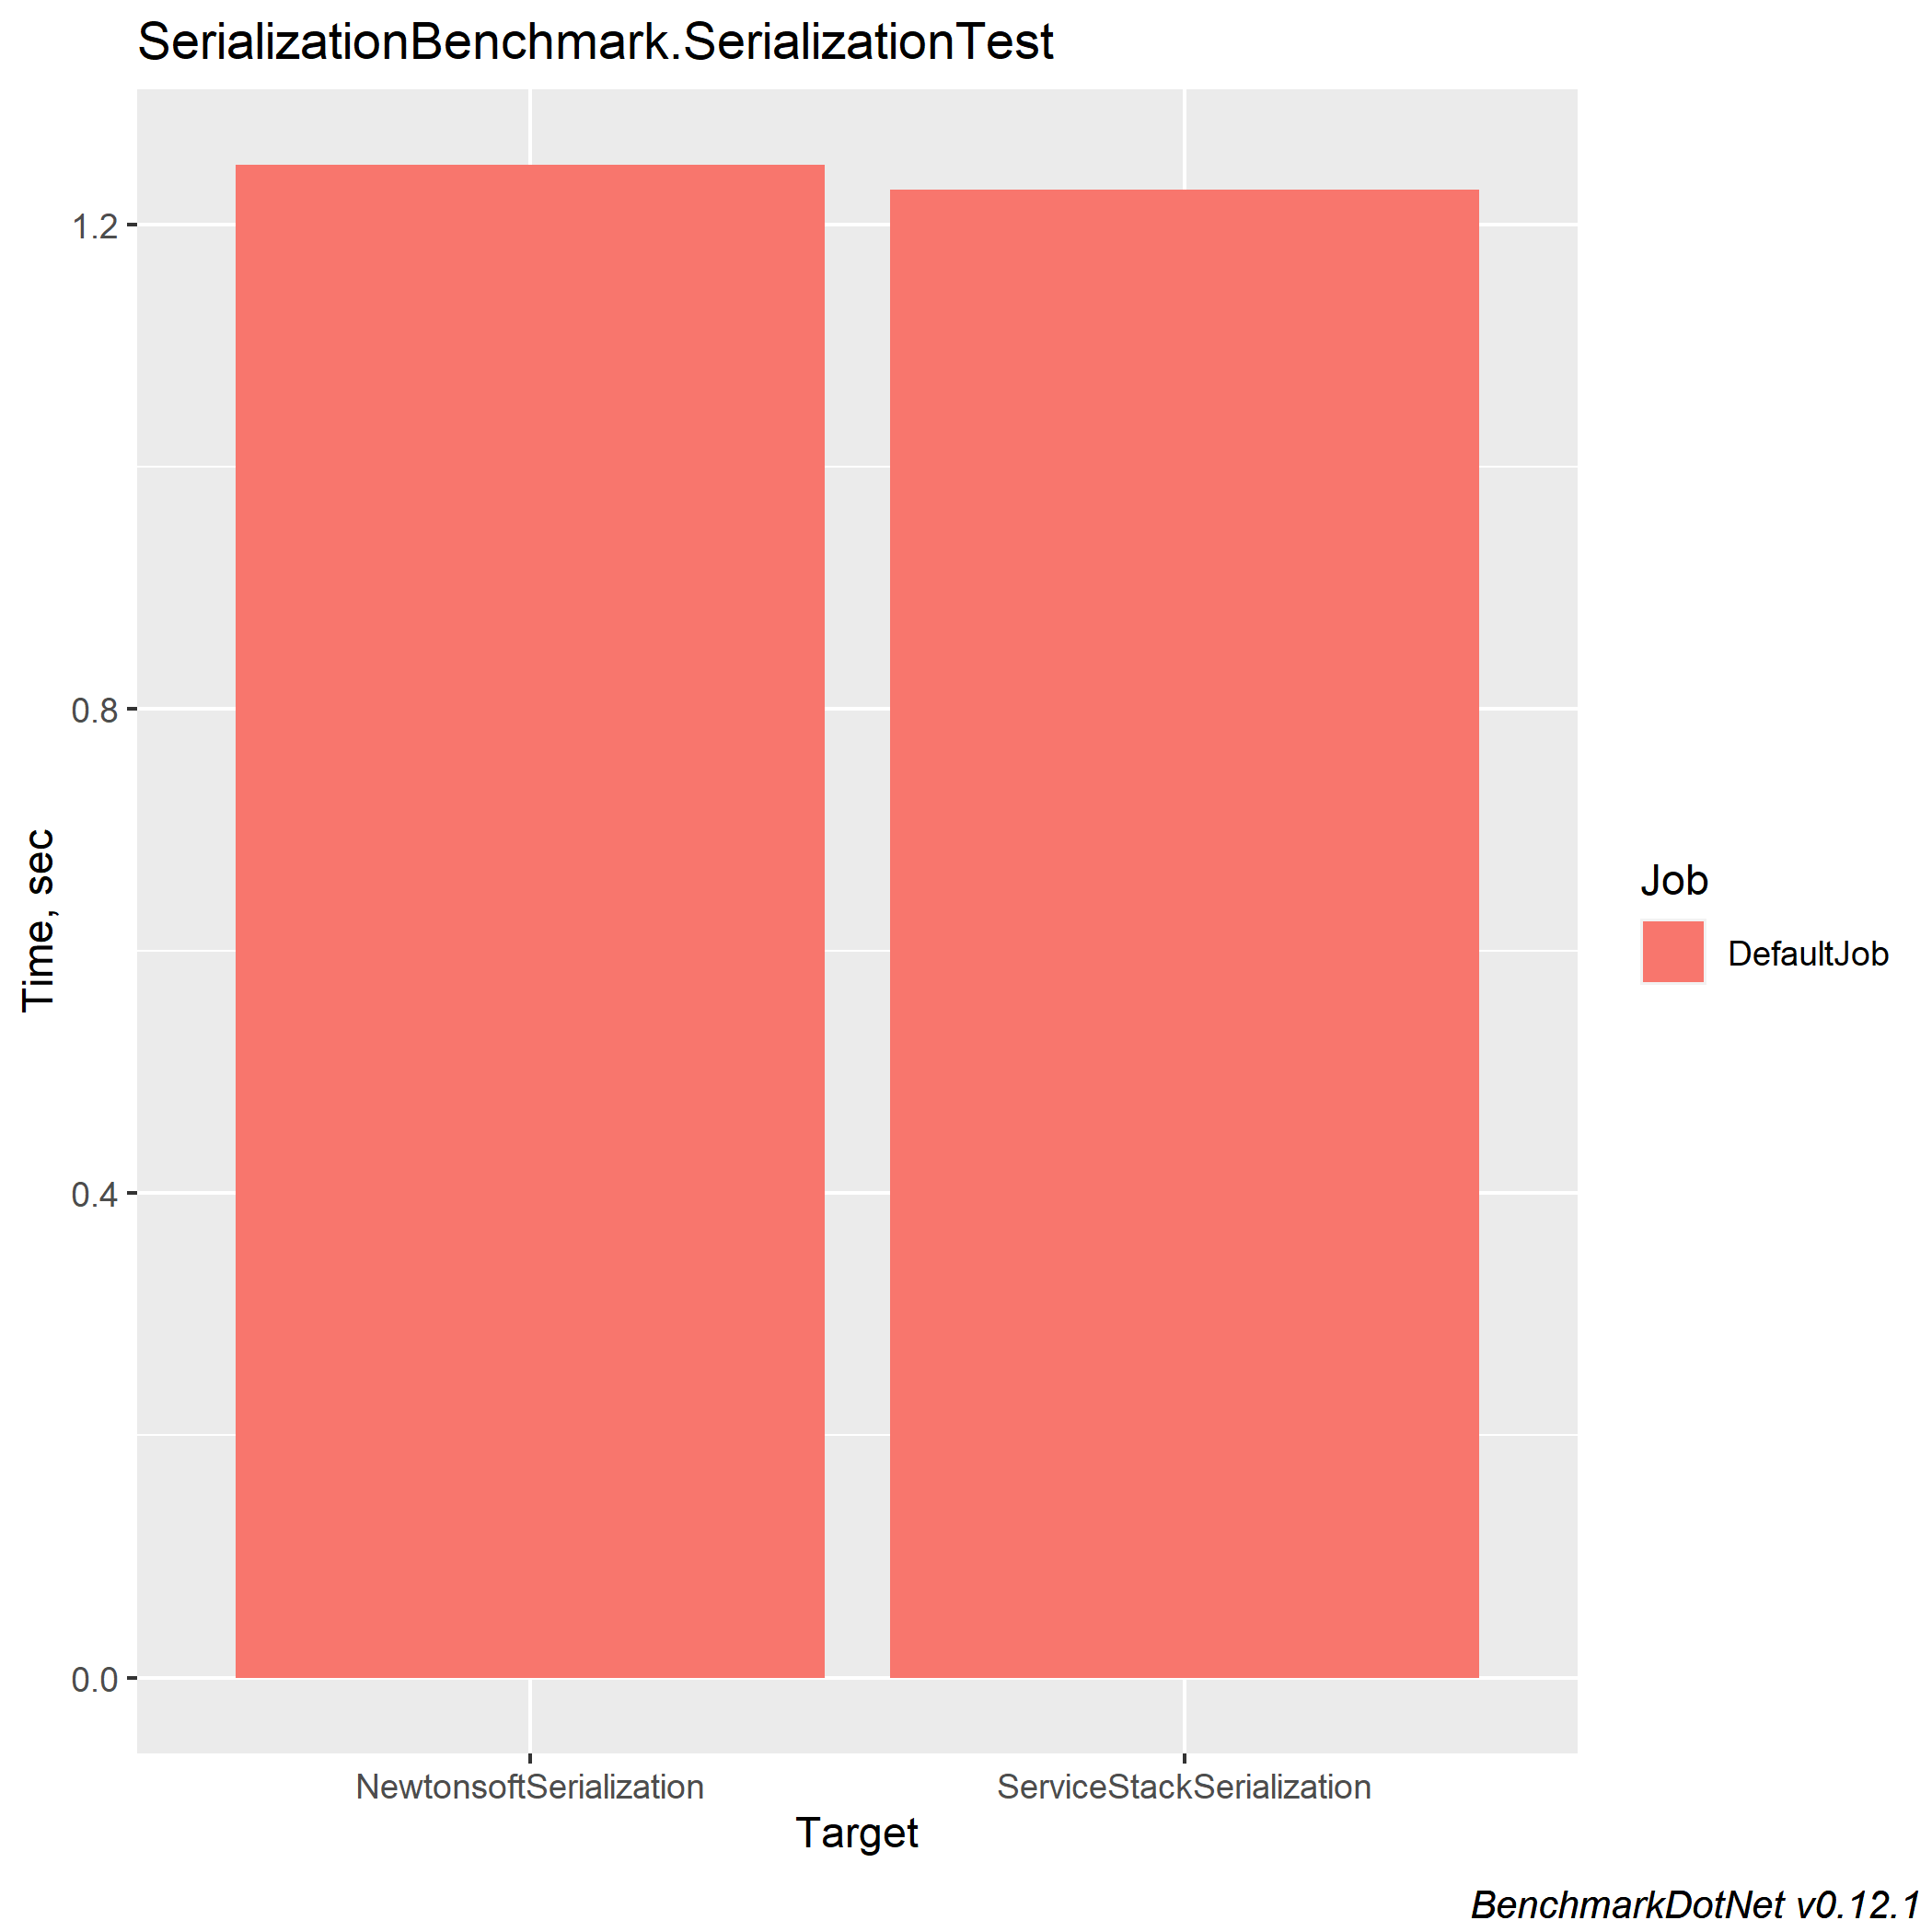 SerializationBenchmark.SerializationTest
1.2
0.8
0.4
0.0
Time, sec
NewtonsoftSerialization
ServiceStackSerialization
Target
Job
DefaultJob
BenchmarkDotNet v0.12.1